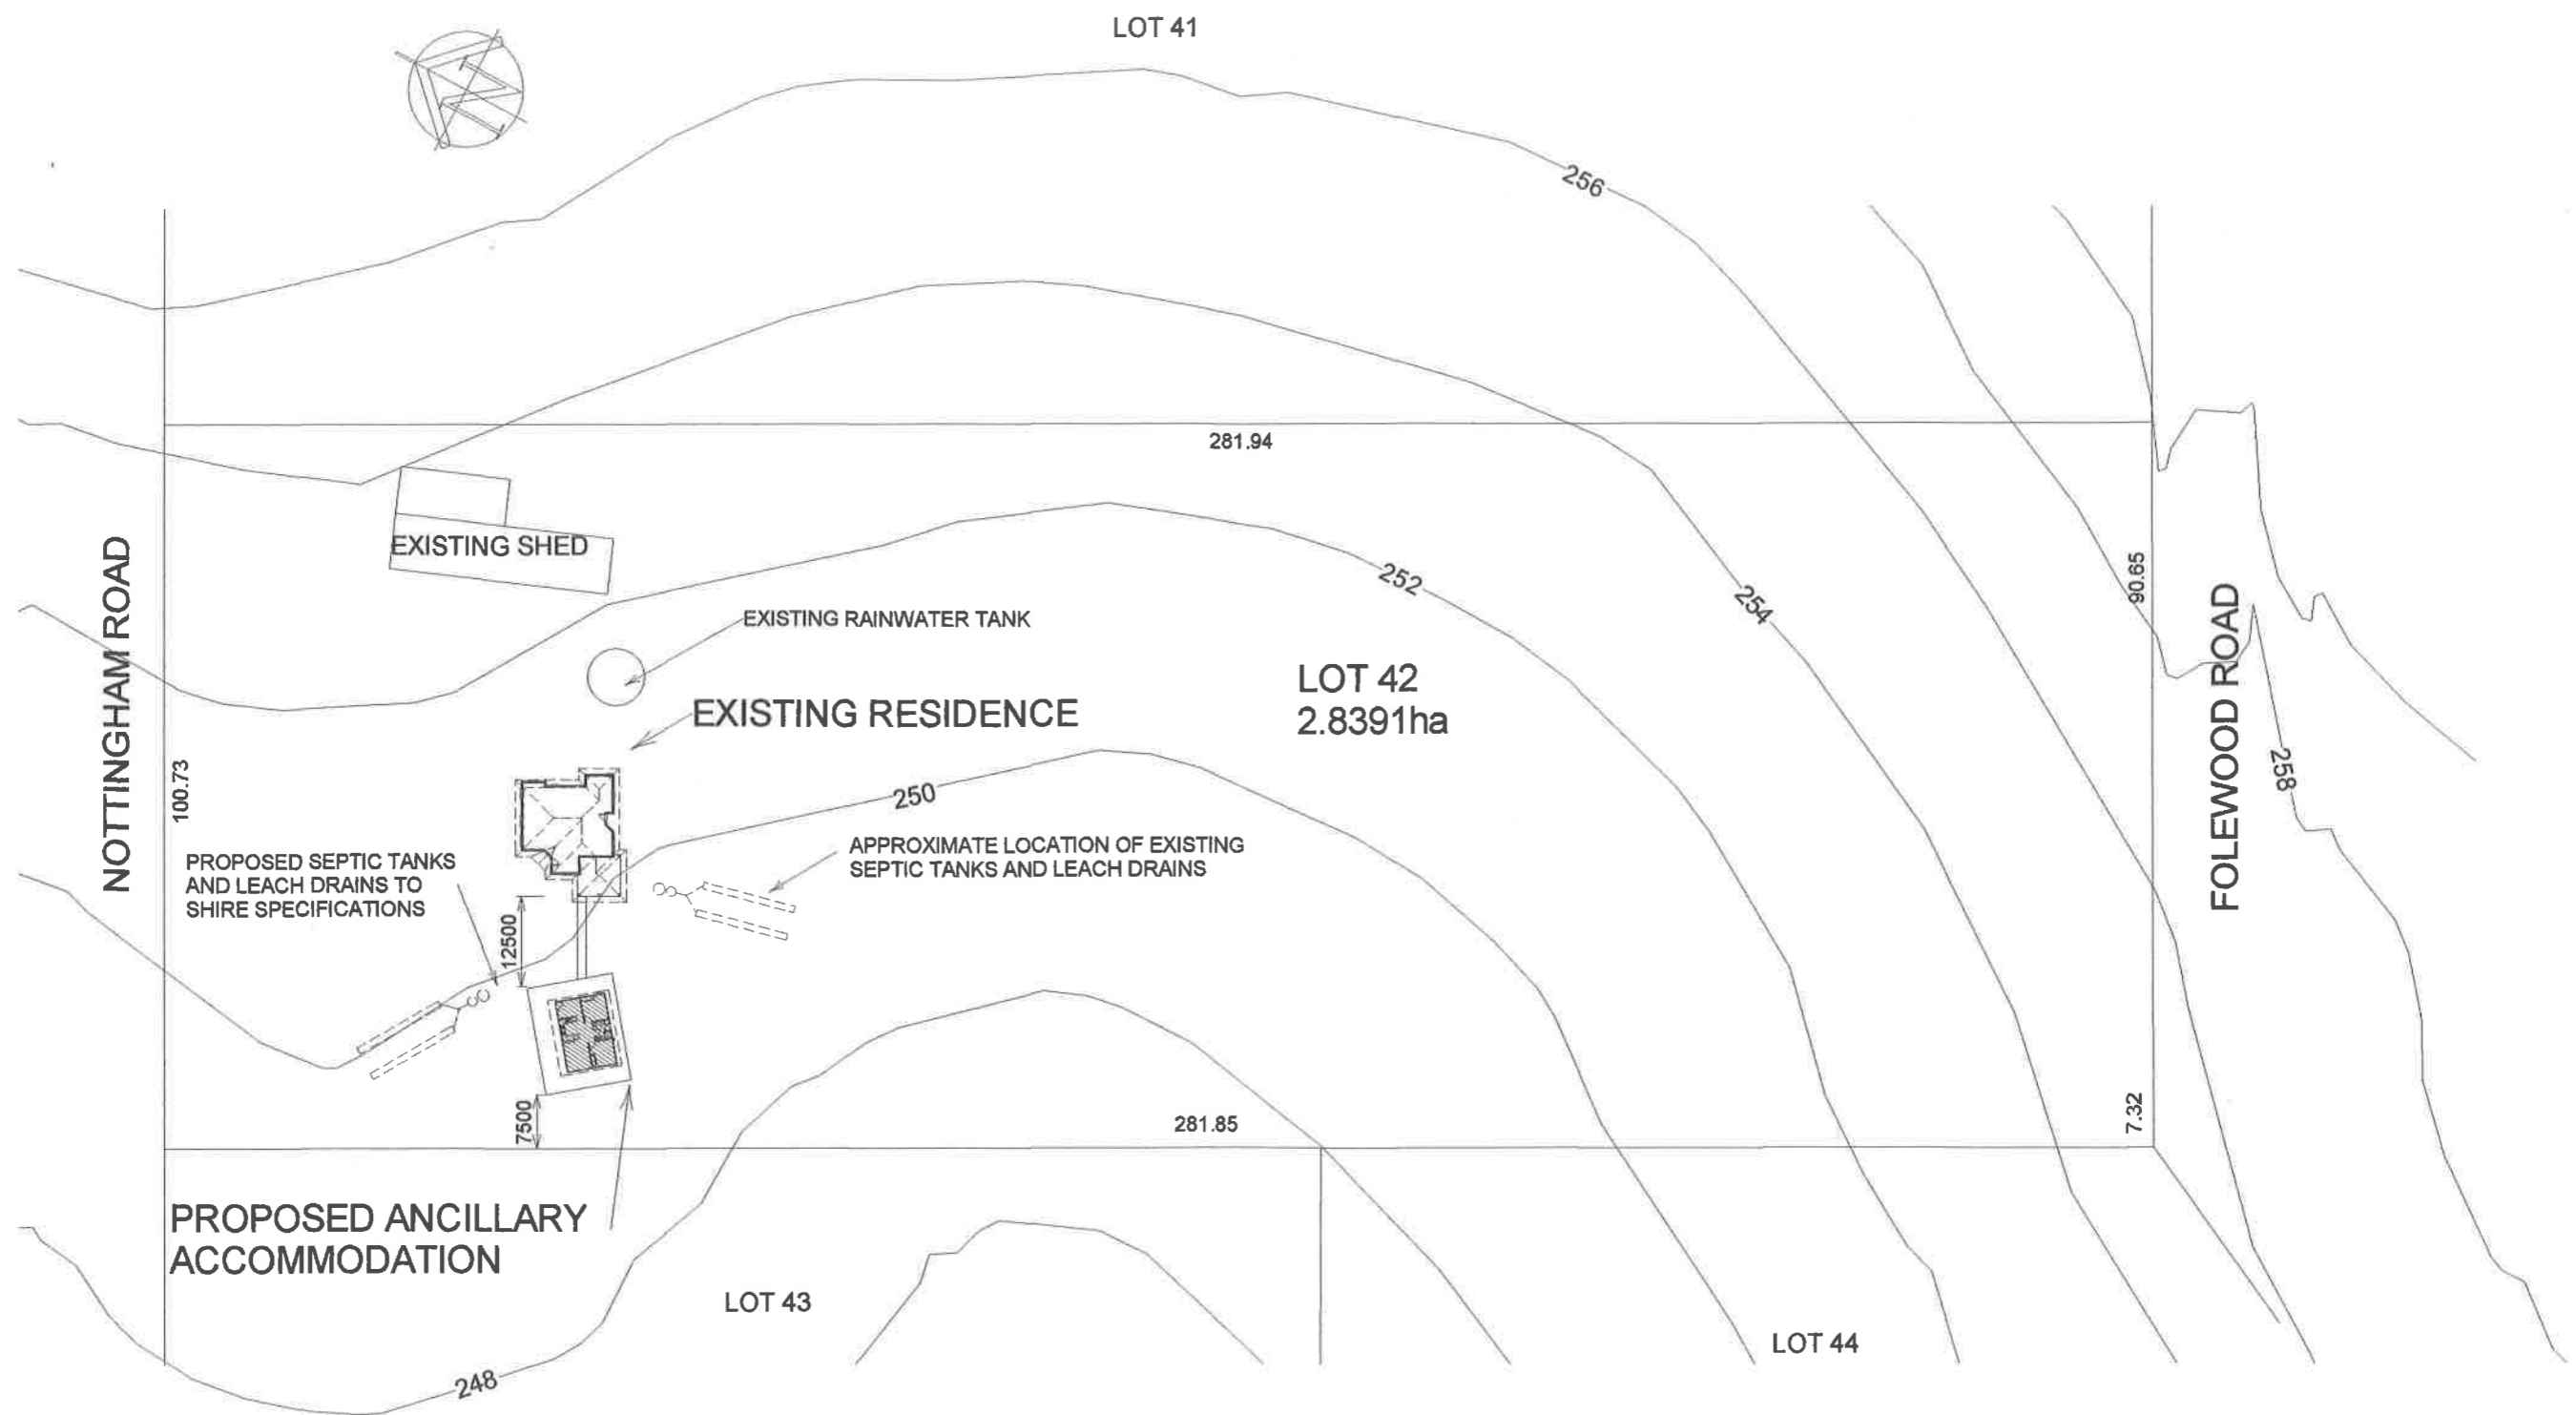 LOT 41
256
281.94
EXISTING SHED
252
254
90.65
NOTTINGHAM ROAD
EXISTING RAINWATER TANK
LOT 42
2.8391ha
FOLEWOOD ROAD
EXISTING RESIDENCE
258
100.73
250
APPROXIMATE LOCATION OF EXISTING
SEPTIC TANKS AND LEACH DRAINS
PROPOSED SEPTIC TANKS
AND LEACH DRAINS TO
SHIRE SPECIFICATIONS
12500
7500
281.85
7.32
PROPOSED ANCILLARY
ACCOMMODATION
LOT 43
LOT 44
248